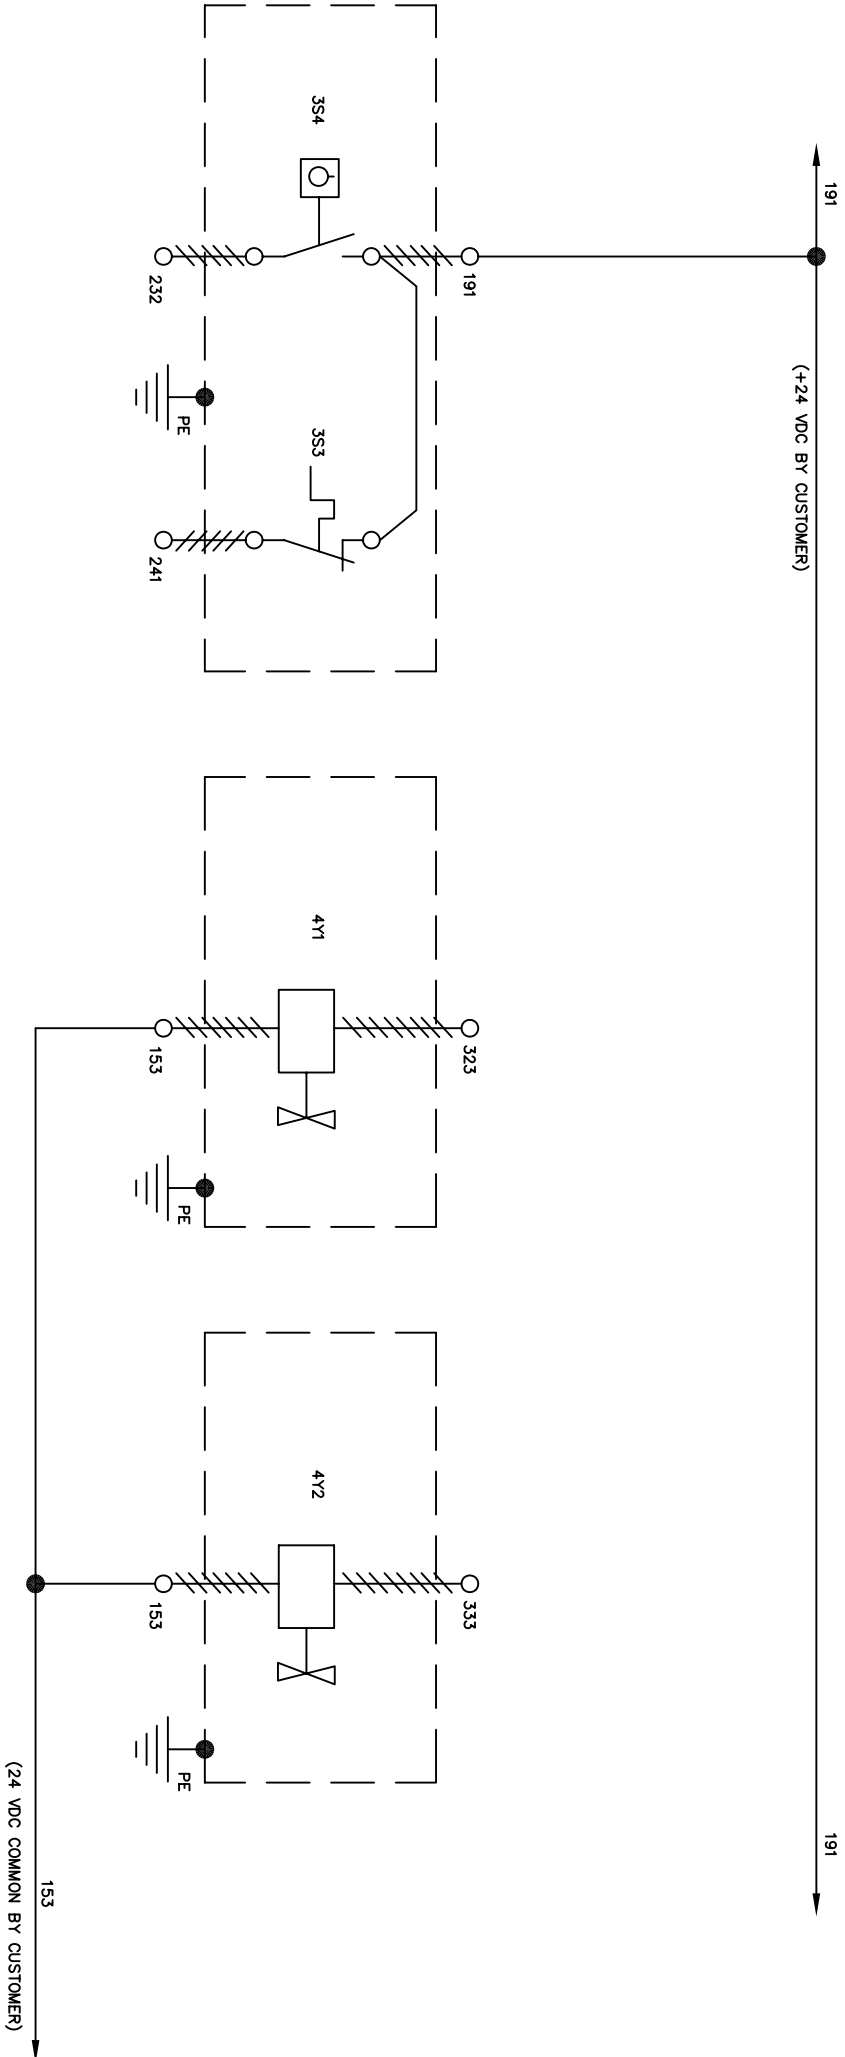 191
191
(+24 VDC BY CUSTOMER)
191
323
333
3S4
3S3
4Y1
4Y2
PE
PE
PE
232
241
153
153
153
(24 VDC COMMON BY CUSTOMER)